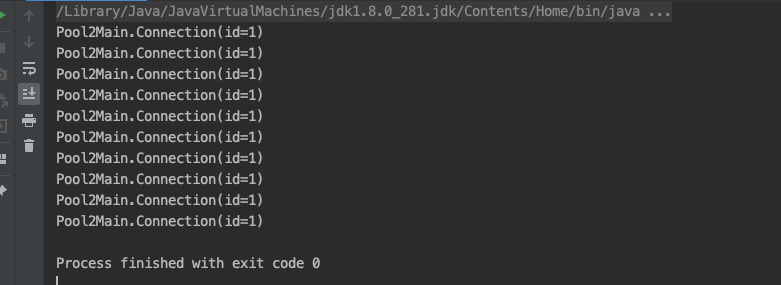 /Library/Java/JavaVirtualMachines/jdk1.8.0_281.jdk/Contents/Home/bin/java ...
Pool2Main.Connection(id=1)
Pool2Main.Connection(id=1)
Pool2Main.Connection(id=1)
Pool2Main.Connection(id=1)
Pool2Main.Connection(id=1)
Pool2Main.Connection(id=1)
Pool2Main.Connection(id=1)
Pool2Main.Connection(id=1)
Pool2Main.Connection(id=1)
Pool2Main.Connection(id=1)
Process finished with exit code 0